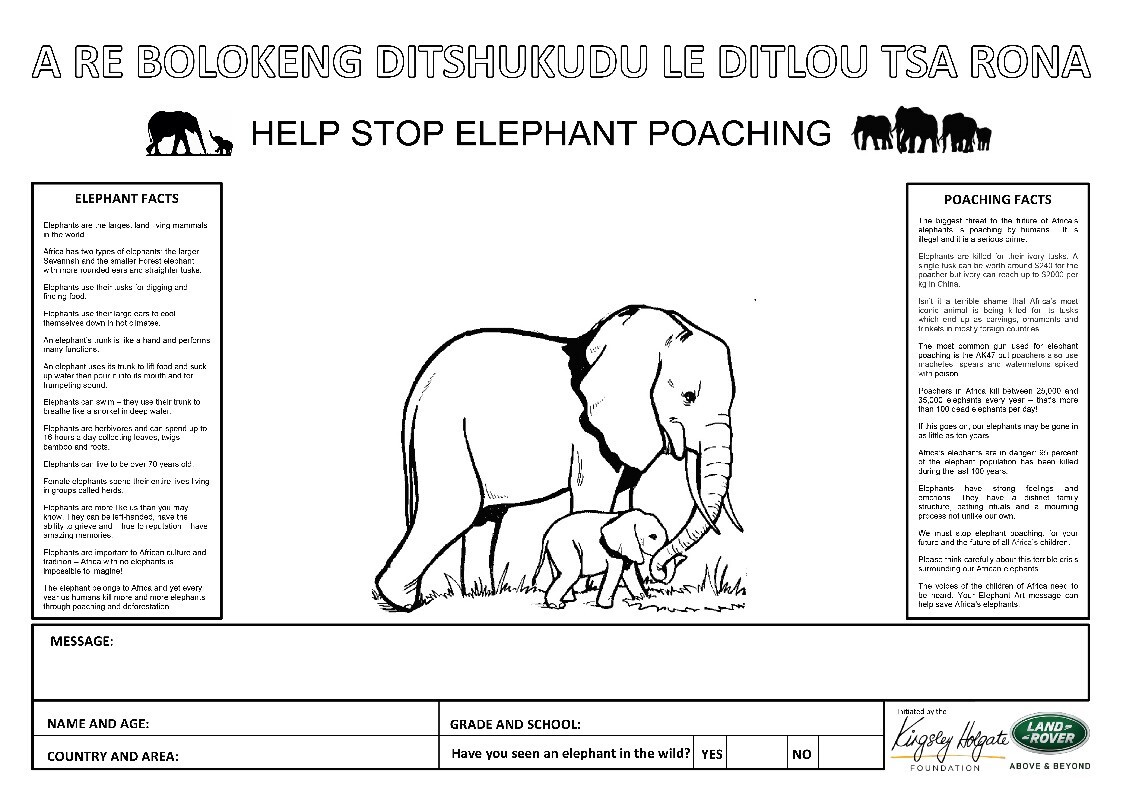 A RE BOLOKENG DITSHUKUDU LE DITLOU TSA RONA
HELP STOP ELEPHANT POACHING
ELEPHANT FACTS
Elephants are the largest land living mammals
in the world.
Africa has two types of elephants: the larger
Savannah and the smaller Forest elephant
with more rounded ears and straighter tusks.
Elephants use their tusks for digging and
finding food.
Elephants use their large ears to cool
themselves down in hot climates.
An elephant's trunk is like a hand and performs
many functions.
An elephant uses its trunk to lift food and suck
up water then pour it into its mouth and for
trumpeting sound.
Elephants can swim – they use their trunk to
breathe like a snorkel in deep water.
Elephants are herbivores and can spend up to
16 hours a day collecting leaves, twigs,
bamboo and roots.
Elephants can live to be over 70 years old.
Female elephants spend their entire lives living
in groups called herds.
Elephants are more like us than you may
know. They can be left-handed, have the
ability to grieve and – true to reputation – have
amazing memories.
Elephants are important to African culture and
tradition – Africa with no elephants is
impossible to imagine!
The elephant belongs to Africa and yet every
year us humans kill more and more elephants
through poaching and deforestation.
POACHING FACTS
The biggest threat to the future of Africa's
elephants is poaching by humans. It is
illegal and it is a serious crime.
Elephants are killed for their ivory tusks. A
single tusk can be worth around $240 for the
poacher but ivory can reach up to $2000 per
kg in China.
Isn't it a terrible shame that Africa's most
iconic animal is being killed for its tusks
which end up as carvings, ornaments and
trinkets in mostly foreign countries.
The most common gun used for elephant
poaching is the AK47 but poachers also use
machetes, spears and watermelons spiked
with poison.
Poachers in Africa kill between 25,000 and
35,000 elephants every year – that's more
than 100 dead elephants per day!
If this goes on, our elephants may be gone in
as little as ten years.
Africa's elephants are in danger: 95 percent
of the elephant population has been killed
during the last 100 years.
Elephants have strong feelings and
emotions. They have a distinct family
structure, bathing rituals and a mourning
process not unlike our own.
We must stop elephant poaching, for your
future and the future of all Africa's children.
Please think carefully about this terrible crisis
surrounding our African elephants.
The voices of the children of Africa need to
be heard. Your Elephant Art message can
help save Africa's elephants.
MESSAGE:
NAME AND AGE:
GRADE AND SCHOOL:
COUNTRY AND AREA:
Have you seen an elephant in the wild? YES NO
Initiated by the
Kingsley Holgate
FOUNDATION
LAND-
-ROVER
ABOVE & BEYOND